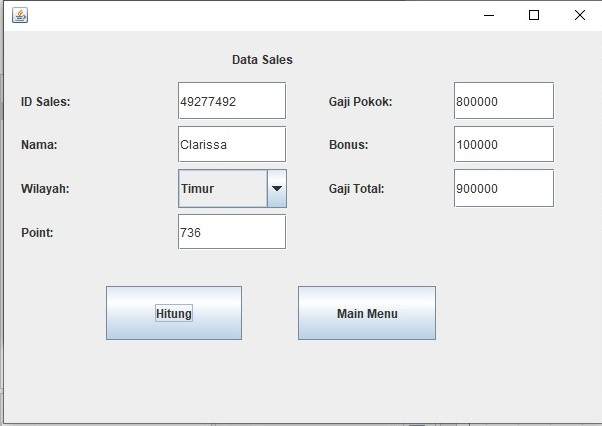 Data Sales
ID Sales: 49277492 Gaji Pokok: 800000
Nama: Clarissa Bonus: 100000
Wilayah: Timur Gaji Total: 900000
Point: 736
Hitung Main Menu